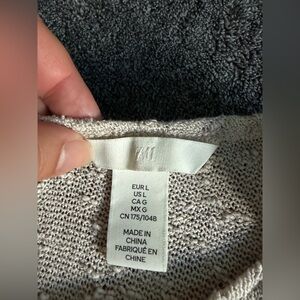 EUR L
US L
CA G
MX G
CN 175/104B
MADE IN
CHINA
FABRIQUÉ EN
CHINE